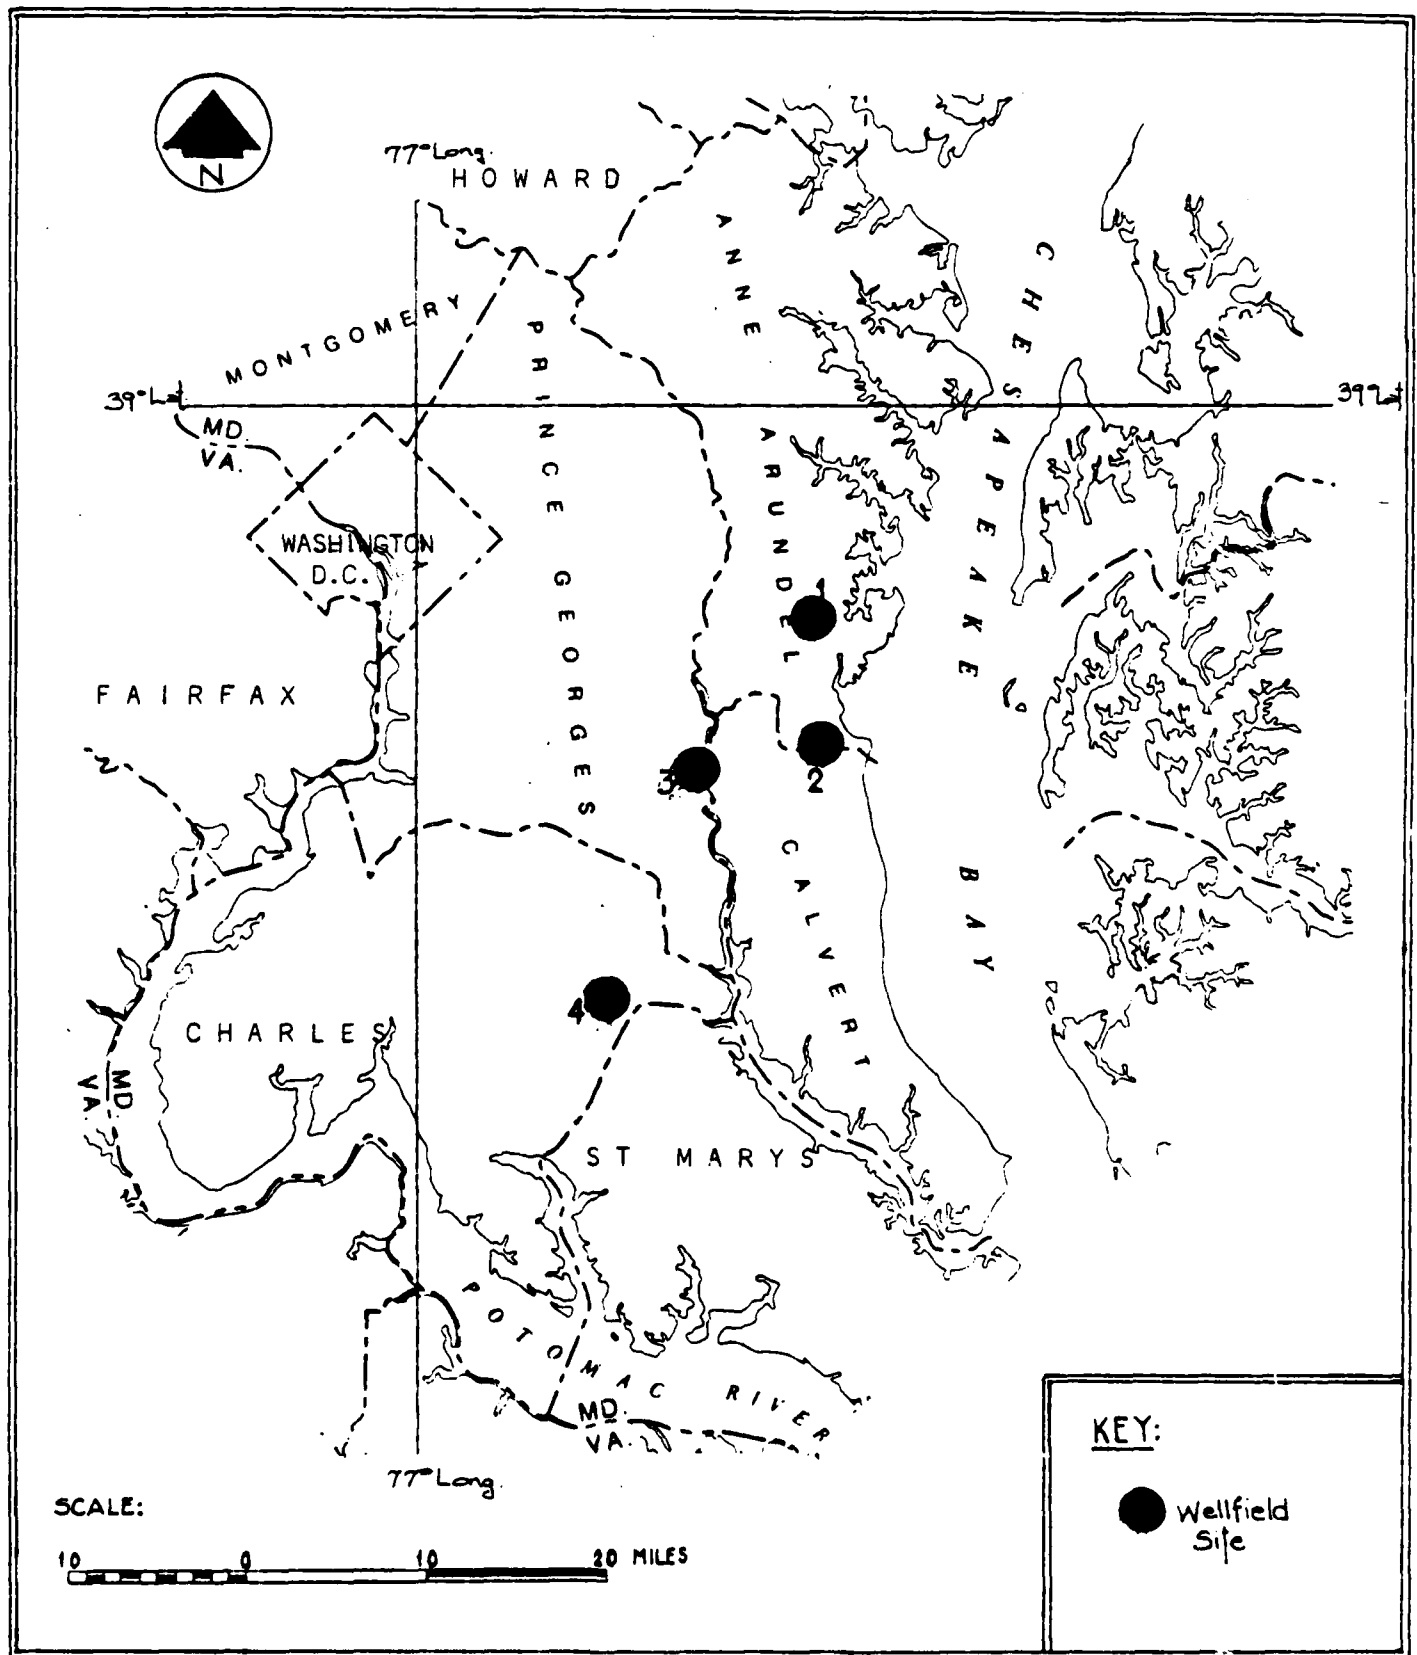 N
77° Long.
HOWARD
MONTGOMERY
PRINCE GEORGES
ANNE
ARUNDEL
CHESAPEAKE
BAY
39° Lat
MD.
VA.
WASHINGTON
D.C.
FAIRFAX
1
2
3
4
CALVERT
CHARLES
MD.
VA.
ST MARYS
POTOMAC RIVER
MD.
VA.
77° Long.
SCALE:
10 0 10 20 MILES
KEY:
Wellfield
Site